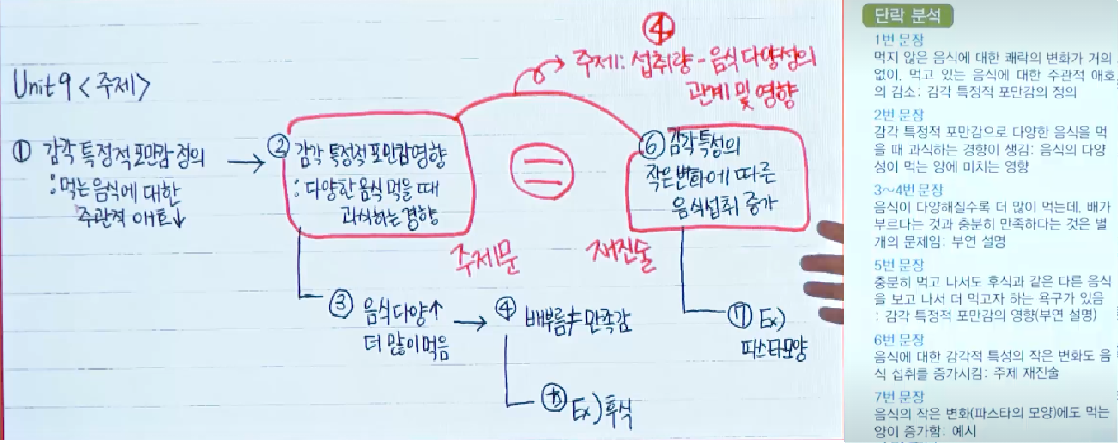 Unit 9 <주제>
① 감각 특정적 포만감 정의
: 먹는 음식에 대한
주관적 애호↓
→
② 감각 특정적 포만감 영향
: 다양한 음식 먹을 때
과식하는 경향
주제문
=
④
주제: 섭취량 - 음식 다양성의
관계 및 영향
⑥ 감각특성의
작은변화에 따른
음식섭취 증가
재진술
③ 음식다양↑
더 많이 먹음
→
④ 배부름≠만족감
⑤ Ex) 후식
⑦ Ex)
파스타모양
단락 분석
1번 문장
먹지 않은 음식에 대한 쾌락의 변화가 거의
없이, 먹고 있는 음식에 대한 주관적 애호
의 감소: 감각 특정적 포만감의 정의
2번 문장
감각 특정적 포만감으로 다양한 음식을 먹
을 때 과식하는 경향이 생김: 음식의 다양
성이 먹는 양에 미치는 영향
3~4번 문장
음식이 다양해질수록 더 많이 먹는데, 배가
부르다는 것과 충분히 만족하다는 것은 별
개의 문제임: 부연 설명
5번 문장
충분히 먹고 나서도 후식과 같은 다른 음식
을 보고 나서 더 먹고자 하는 욕구가 있음
: 감각 특정적 포만감의 영향(부연 설명)
6번 문장
음식에 대한 감각적 특성의 작은 변화도 음
식 섭취를 증가시킴: 주제 재진술
7번 문장
음식의 작은 변화(파스타의 모양)에도 먹는
양이 증가함: 예시